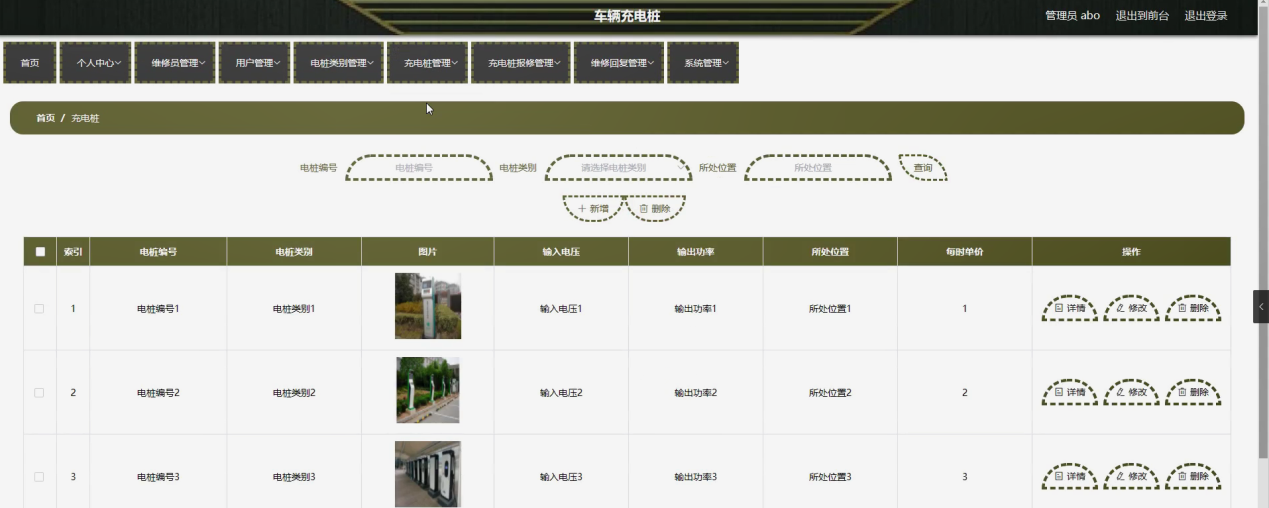 车辆充电桩
管理员 abo 退出到前台 退出登录
首页 个人中心 维修员管理 用户管理 电桩类别管理 充电桩管理 充电桩报修管理 维修回复管理 系统管理
首页 / 充电桩
电桩编号 电桩编号 电桩类别 请选择电桩类别 所处位置 所处位置 查询
+ 新增 删除
索引 电桩编号 电桩类别 图片 输入电压 输出功率 所处位置 每时单价 操作
1 电桩编号1 电桩类别1 输入电压1 输出功率1 所处位置1 1 详情 修改 删除
2 电桩编号2 电桩类别2 输入电压2 输出功率2 所处位置2 2 详情 修改 删除
3 电桩编号3 电桩类别3 输入电压3 输出功率3 所处位置3 3 详情 修改 删除